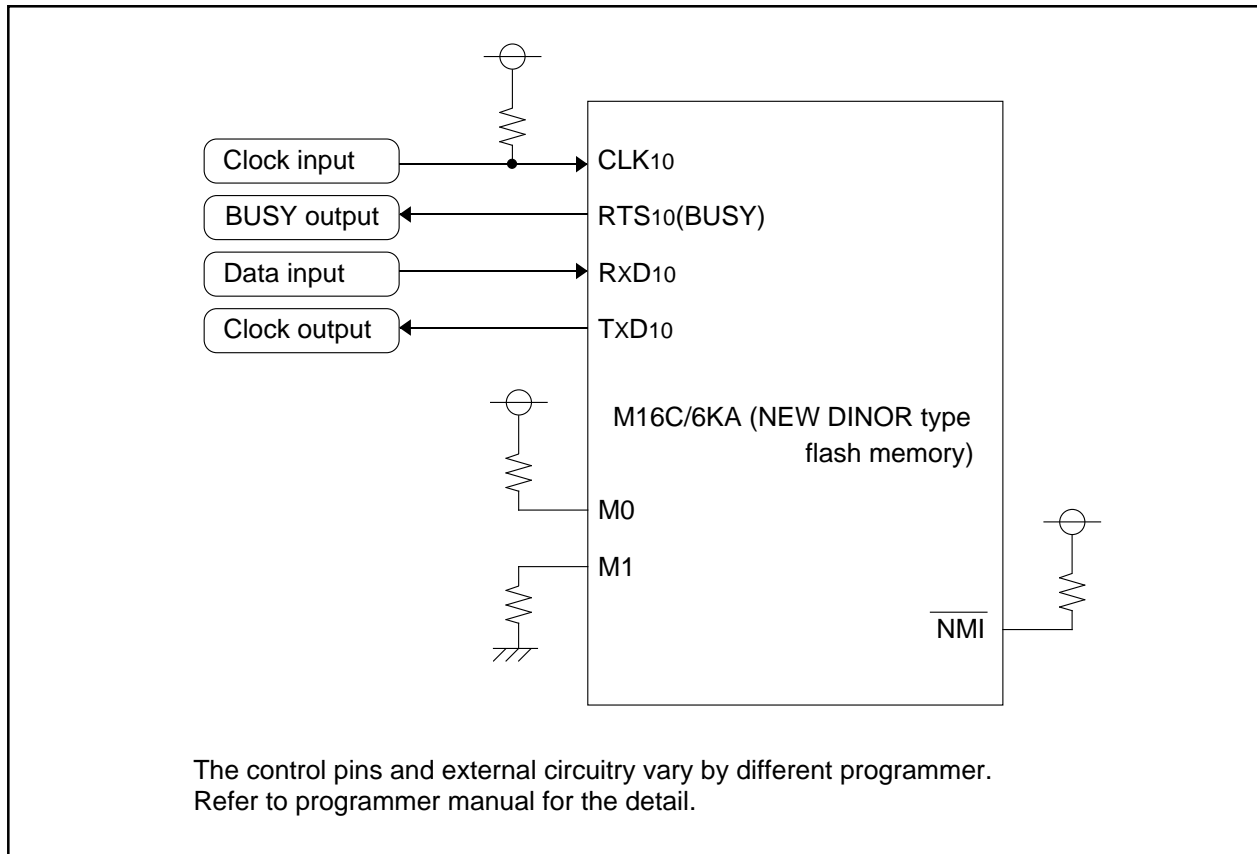 Clock input
CLK10
BUSY output
RTS10(BUSY)
Data input
RXD10
Clock output
TXD10
M16C/6KA (NEW DINOR type
flash memory)
M0
M1
NMI
The control pins and external circuitry vary by different programmer.
Refer to programmer manual for the detail.